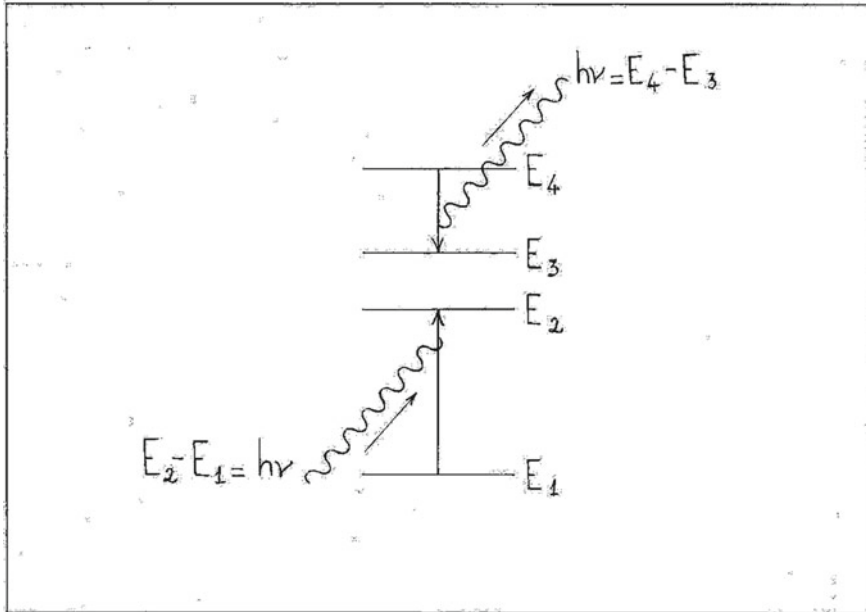 hν=E₄-E₃
E₄
E₃
E₂
E₂-E₁=hν
E₁